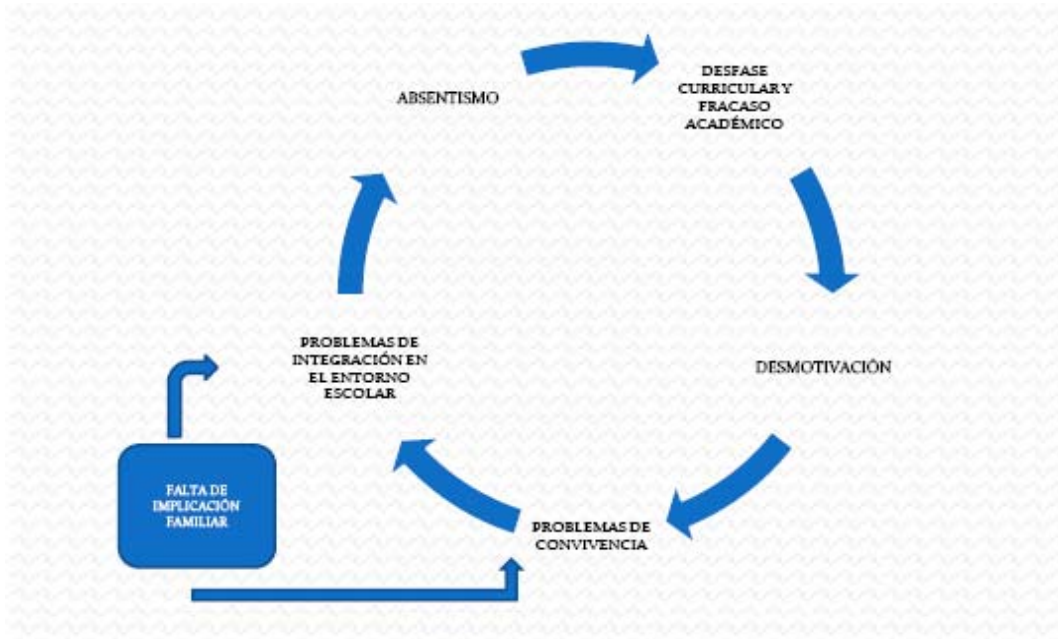 ABSENTISMO
DESFASE
CURRICULAR Y
FRACASO
ACADÉMICO
DESMOTIVACIÓN
PROBLEMAS DE
CONVIVENCIA
PROBLEMAS DE
INTEGRACIÓN EN
EL ENTORNO
ESCOLAR
FALTA DE
IMPLICACIÓN
FAMILIAR